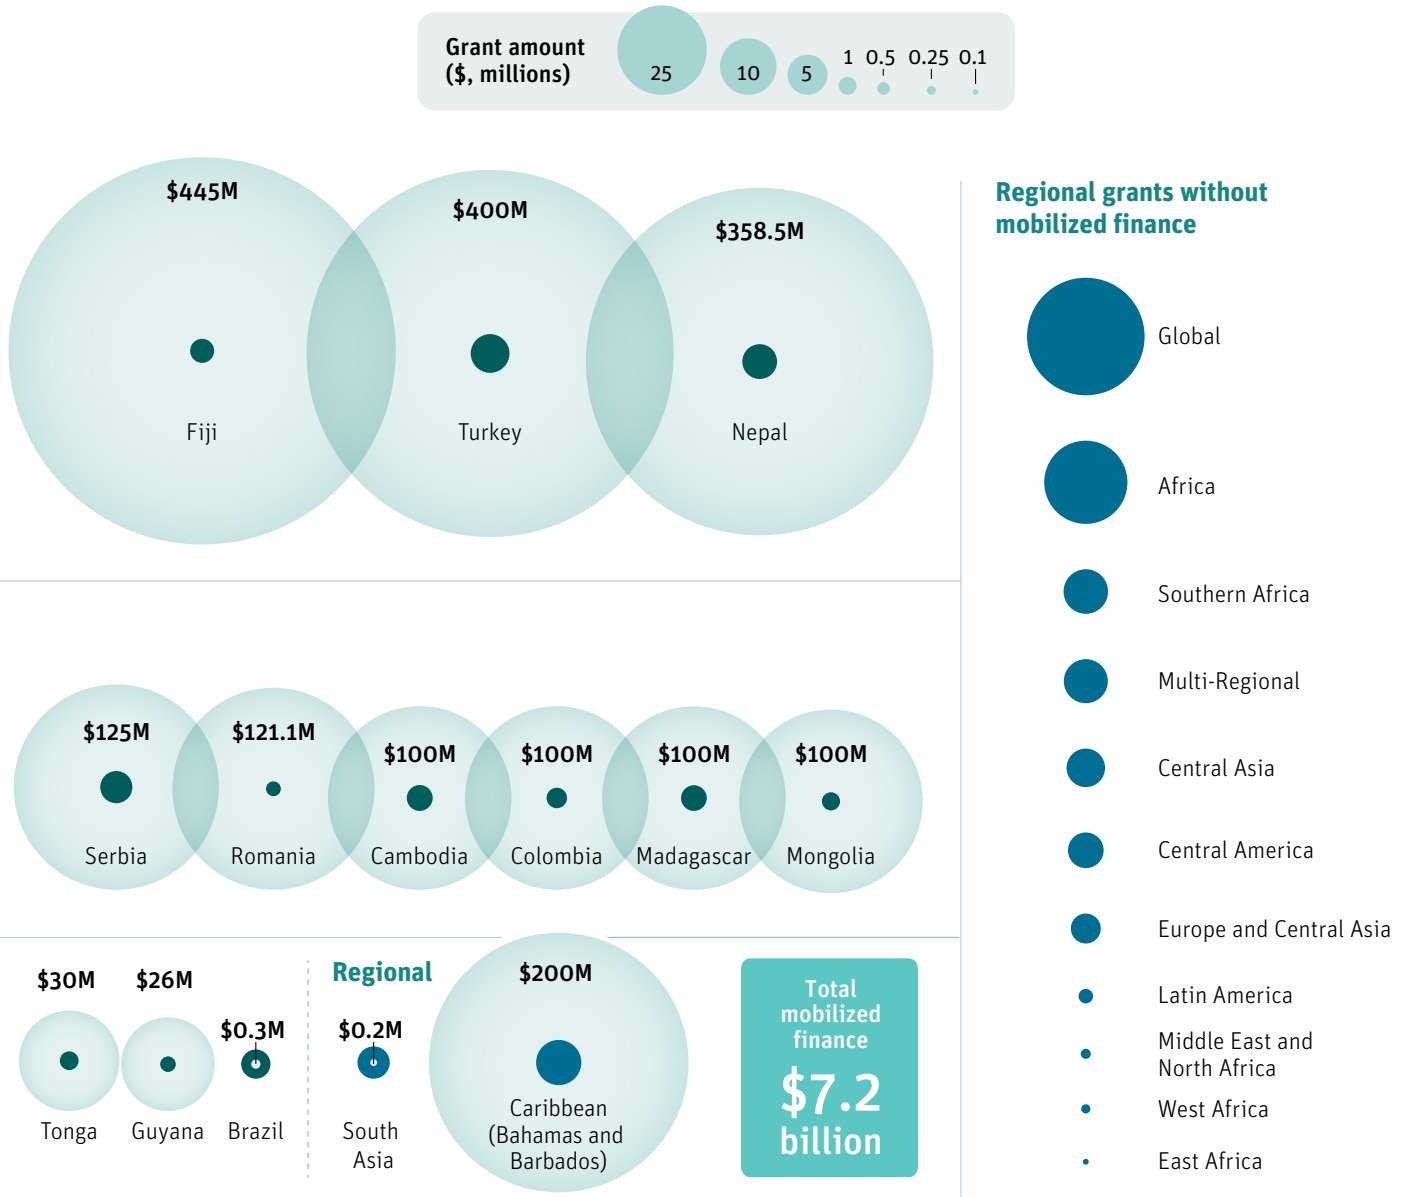 Grant amount
($, millions)
25
10
5
1
0.5
0.25
0.1
$445M
$400M
$358.5M
Fiji
Turkey
Nepal
$125M
$121.1M
$100M
$100M
$100M
$100M
Serbia
Romania
Cambodia
Colombia
Madagascar
Mongolia
$30M
$26M
$0.3M
Tonga
Guyana
Brazil
Regional
$0.2M
$200M
South
Asia
Caribbean
(Bahamas and
Barbados)
Total
mobilized
finance
$7.2
billion
Regional grants without
mobilized finance
Global
Africa
Southern Africa
Multi-Regional
Central Asia
Central America
Europe and Central Asia
Latin America
Middle East and
North Africa
West Africa
East Africa